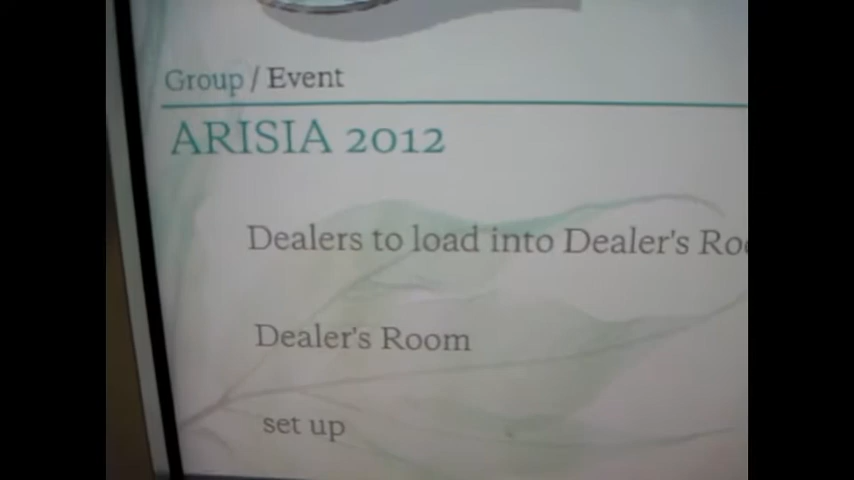 Group / Event
ARISIA 2012
Dealers to load into Dealer's
Dealer's Room
set up